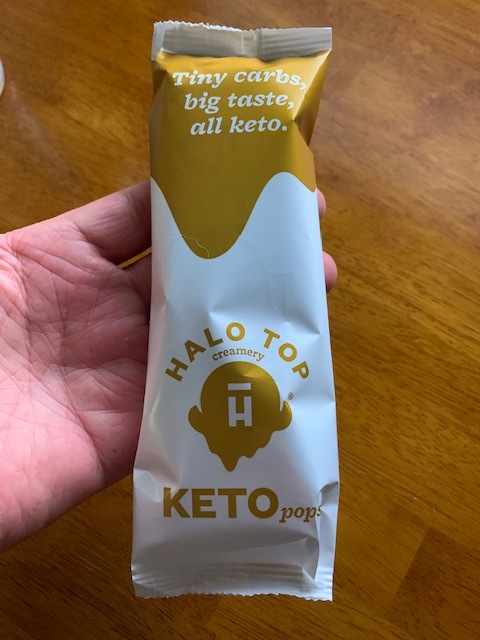 Tiny carbs,
big taste,
all keto.
HALO TOP
creamery
H
®
KETO pops